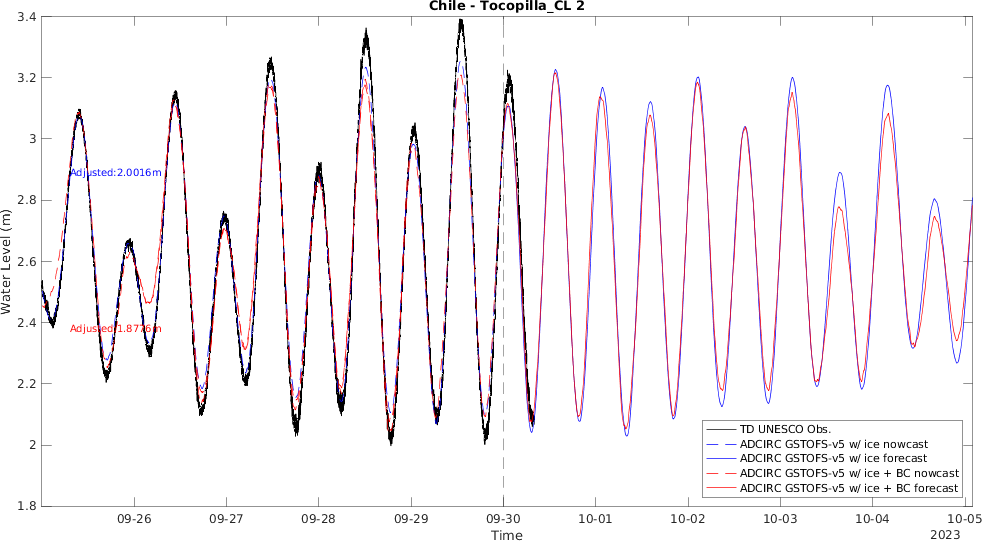 Chile - Tocopilla_CL 2
3.4
3.2
3
2.8
2.6
2.4
2.2
2
1.8
Water Level (m)
Adjusted:2.0016m
Adjusted:1.8776m
TD UNESCO Obs.
ADCIRC GSTOFS-v5 w/ ice nowcast
ADCIRC GSTOFS-v5 w/ ice forecast
ADCIRC GSTOFS-v5 w/ ice + BC nowcast
ADCIRC GSTOFS-v5 w/ ice + BC forecast
09-26 09-27 09-28 09-29 09-30 10-01 10-02 10-03 10-04 10-05
Time
2023